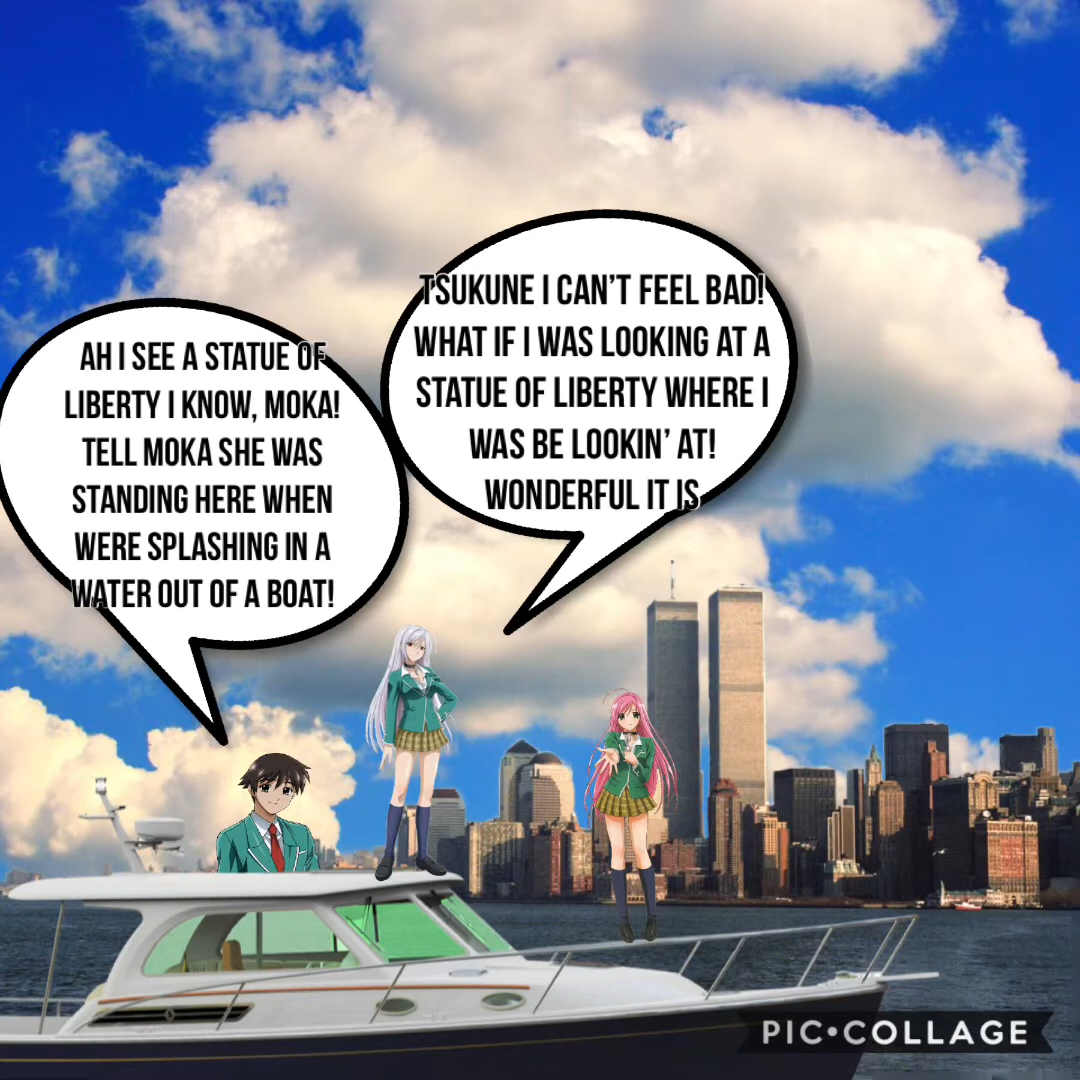 AH I SEE A STATUE OF
LIBERTY I KNOW, MOKA!
TELL MOKA SHE WAS
STANDING HERE WHEN
WERE SPLASHING IN A
WATER OUT OF A BOAT!
TSUKUNE I CAN'T FEEL BAD!
WHAT IF I WAS LOOKING AT A
STATUE OF LIBERTY WHERE I
WAS BE LOOKIN' AT!
WONDERFUL IT IS
PIC•COLLAGE